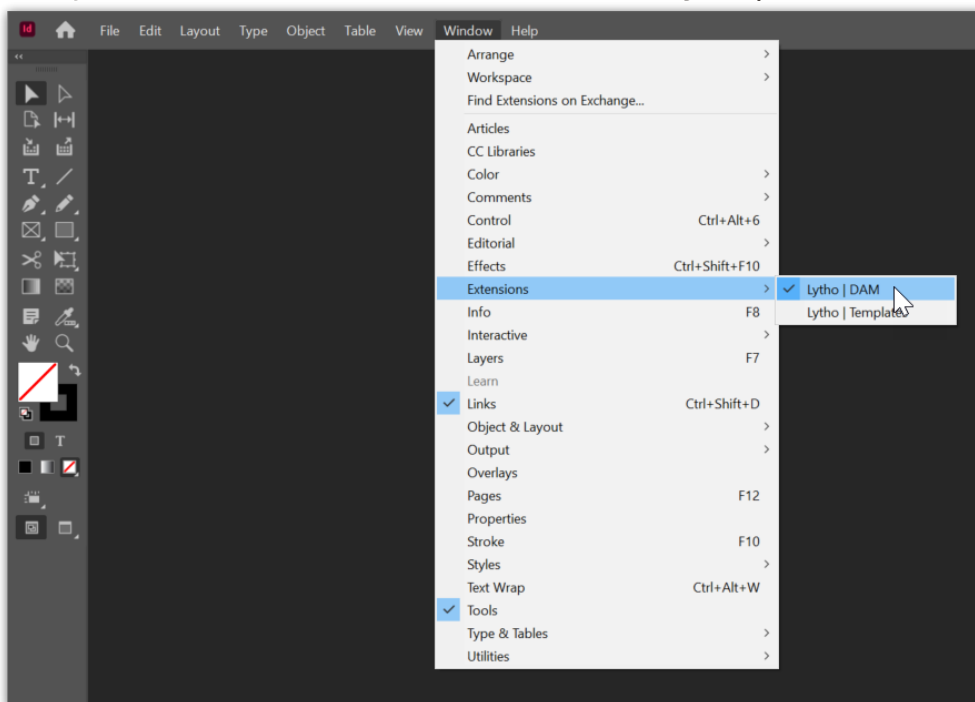 Id File Edit Layout Type Object Table View Window Help
Arrange
Workspace
Find Extensions on Exchange...
Articles
CC Libraries
Color
Comments
Control Ctrl+Alt+6
Editorial
Effects Ctrl+Shift+F10
Extensions
Lytho | DAM
Info F8
Lytho | Templates
Interactive
Layers F7
Learn
Links Ctrl+Shift+D
Object & Layout
Output
Overlays
Pages F12
Properties
Stroke F10
Styles
Text Wrap Ctrl+Alt+W
Tools
Type & Tables
Utilities